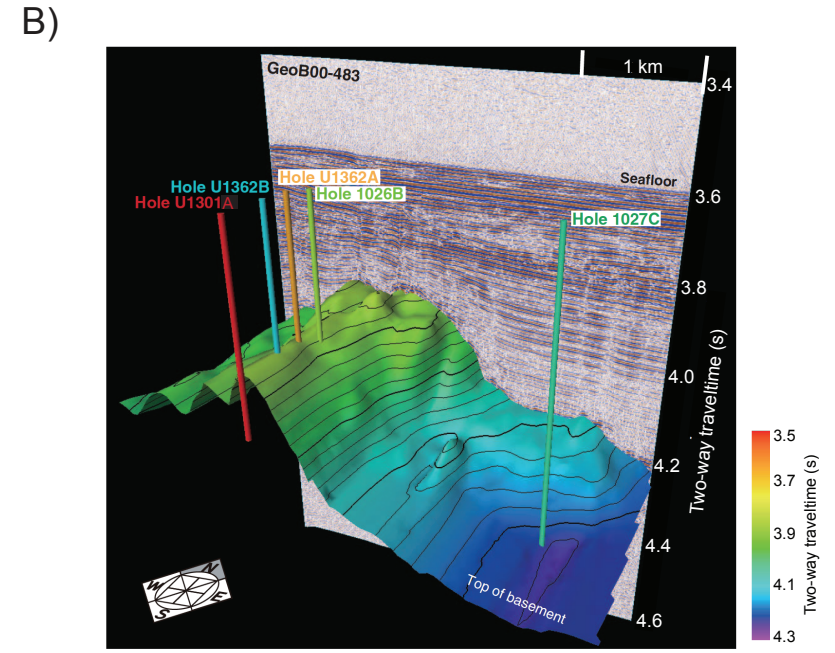 B)
GeoB00-483
1 km
3.4
Seafloor
3.6
Hole U1362A
Hole U1362B
Hole 1026B
Hole U1301A
Hole 1027C
3.8
4.0
Two-way traveltime (s)
4.2
4.4
4.6
Top of basement
N
W
E
S
3.5
3.7
3.9
4.1
4.3
Two-way traveltime (s)